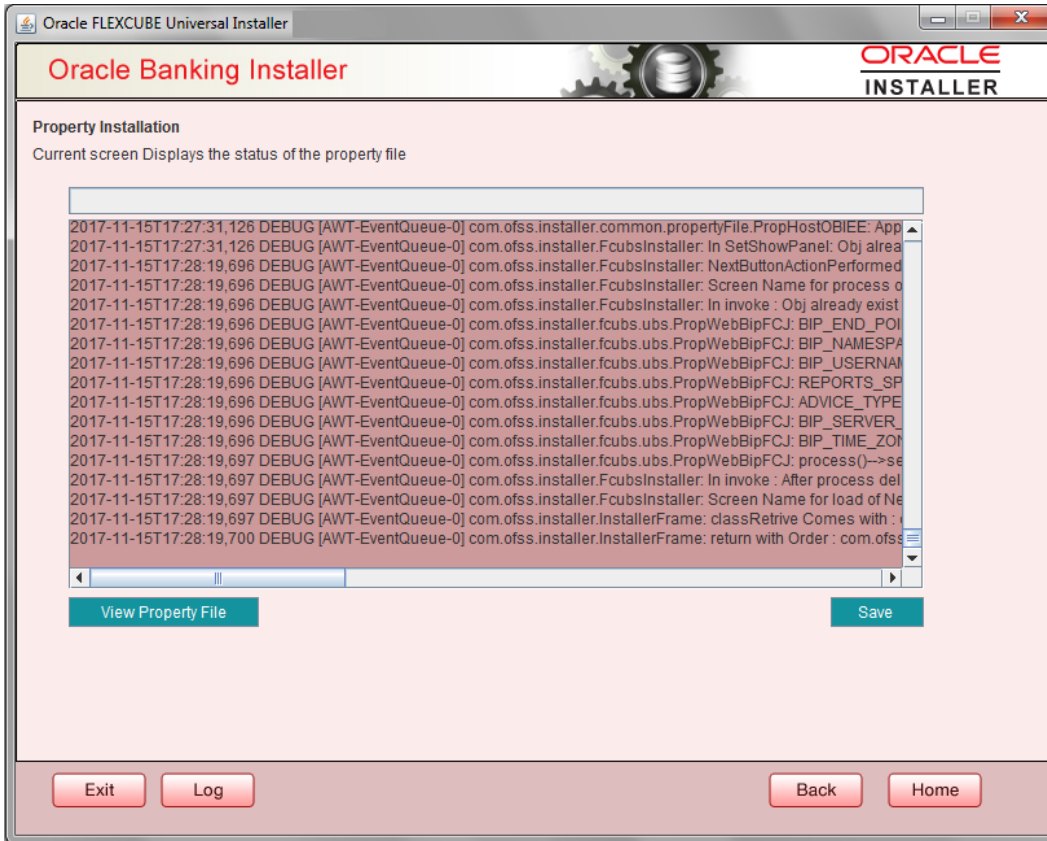 Oracle FLEXCUBE Universal Installer
Oracle Banking Installer
ORACLE
INSTALLER
Property Installation
Current screen Displays the status of the property file
2017-11-15T17:27:31,126 DEBUG [AWT-EventQueue-0] com.ofss.installer.common.propertyFile.PropHostOBIEE: App
2017-11-15T17:27:31,126 DEBUG [AWT-EventQueue-0] com.ofss.installer.FcubsInstaller: In SetShowPanel: Obj alrea
2017-11-15T17:28:19,696 DEBUG [AWT-EventQueue-0] com.ofss.installer.FcubsInstaller: NextButtonActionPerformed
2017-11-15T17:28:19,696 DEBUG [AWT-EventQueue-0] com.ofss.installer.FcubsInstaller: Screen Name for process o
2017-11-15T17:28:19,696 DEBUG [AWT-EventQueue-0] com.ofss.installer.FcubsInstaller: In invoke : Obj already exist
2017-11-15T17:28:19,696 DEBUG [AWT-EventQueue-0] com.ofss.installer.fcubs.ubs.PropWebBipFCJ: BIP_END_POI
2017-11-15T17:28:19,696 DEBUG [AWT-EventQueue-0] com.ofss.installer.fcubs.ubs.PropWebBipFCJ: BIP_NAMESPA
2017-11-15T17:28:19,696 DEBUG [AWT-EventQueue-0] com.ofss.installer.fcubs.ubs.PropWebBipFCJ: BIP_USERNAM
2017-11-15T17:28:19,696 DEBUG [AWT-EventQueue-0] com.ofss.installer.fcubs.ubs.PropWebBipFCJ: REPORTS_SP
2017-11-15T17:28:19,696 DEBUG [AWT-EventQueue-0] com.ofss.installer.fcubs.ubs.PropWebBipFCJ: ADVICE_TYPE
2017-11-15T17:28:19,696 DEBUG [AWT-EventQueue-0] com.ofss.installer.fcubs.ubs.PropWebBipFCJ: BIP_SERVER_
2017-11-15T17:28:19,696 DEBUG [AWT-EventQueue-0] com.ofss.installer.fcubs.ubs.PropWebBipFCJ: BIP_TIME_ZON
2017-11-15T17:28:19,697 DEBUG [AWT-EventQueue-0] com.ofss.installer.fcubs.ubs.PropWebBipFCJ: process()-->se
2017-11-15T17:28:19,697 DEBUG [AWT-EventQueue-0] com.ofss.installer.FcubsInstaller: In invoke : After process del
2017-11-15T17:28:19,697 DEBUG [AWT-EventQueue-0] com.ofss.installer.FcubsInstaller: Screen Name for load of Ne
2017-11-15T17:28:19,697 DEBUG [AWT-EventQueue-0] com.ofss.installer.InstallerFrame: classRetrive Comes with :
2017-11-15T17:28:19,700 DEBUG [AWT-EventQueue-0] com.ofss.installer.InstallerFrame: return with Order : com.ofss
View Property File
Save
Exit
Log
Back
Home